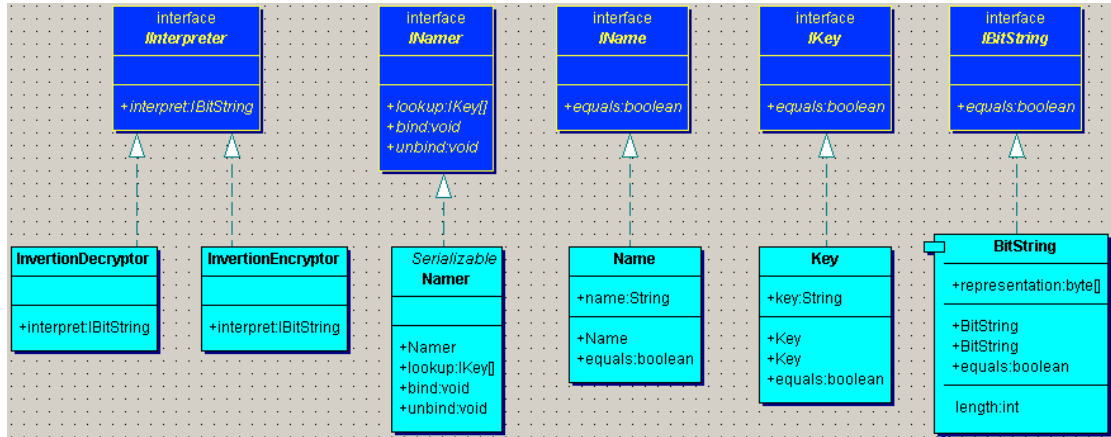 interface
IInterpreter
+interpret:IBitString
interface
INamer
+lookup:IKey[]
+bind:void
+unbind:void
interface
IName
+equals:boolean
interface
IKey
+equals:boolean
interface
IBitString
+equals:boolean
InvertionDecryptor
+interpret:IBitString
InvertionEncryptor
+interpret:IBitString
Serializable
Namer
+Namer
+lookup:IKey[]
+bind:void
+unbind:void
Name
+name:String
+Name
+equals:boolean
Key
+key:String
+Key
+Key
+equals:boolean
BitString
+representation:byte[]
+BitString
+BitString
+equals:boolean
length:int